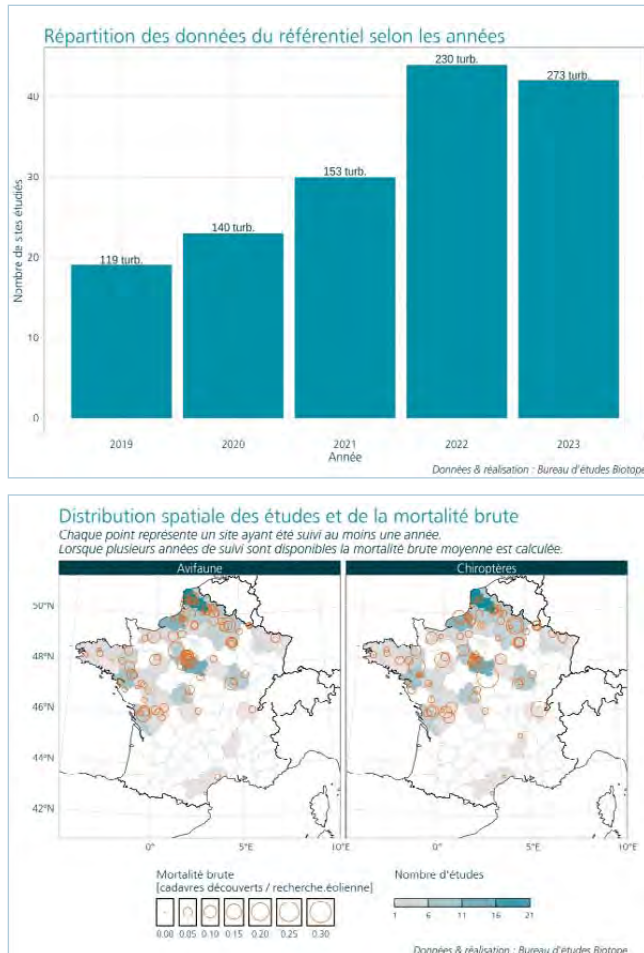 Répartition des données du référentiel selon les années
Nombre de sites étudiés
40
30
20
10
0
119 turb.
140 turb.
153 turb.
230 turb.
273 turb.
2019
2020
2021
2022
2023
Année
Données & réalisation : Bureau d'études Biotope
Distribution spatiale des études et de la mortalité brute
Chaque point représente un site ayant été suivi au moins une année.
Lorsque plusieurs années de suivi sont disponibles la mortalité brute moyenne est calculée.
Avifaune
Chiroptères
50°N
48°N
46°N
44°N
42°N
0°
5°E
10°E
0°
5°E
10°E
Mortalité brute
[cadavres découverts / recherche.éolienne]
0.00
0.05
0.10
0.15
0.20
0.25
0.30
Nombre d'études
1
6
11
16
21
Données & réalisation : Bureau d'études Biotope